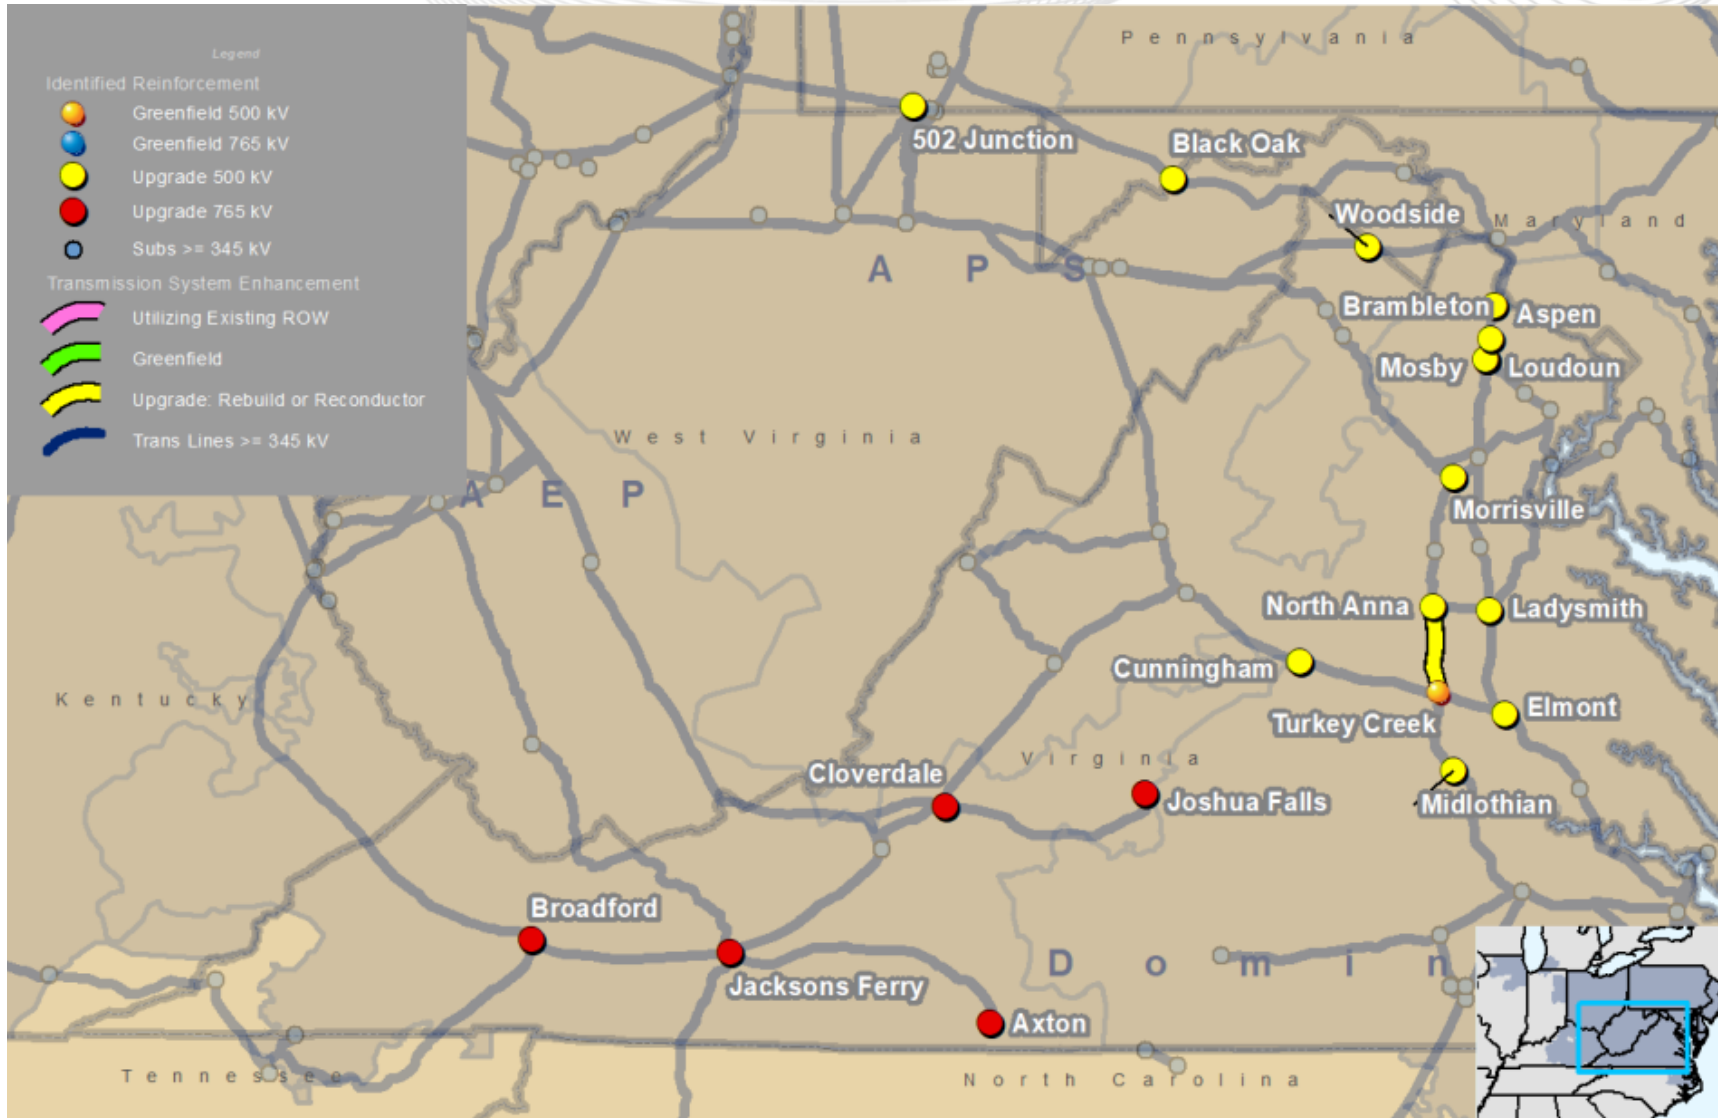 Legend
Identified Reinforcement
Greenfield 500 kV
Greenfield 765 kV
Upgrade 500 kV
Upgrade 765 kV
Subs >= 345 kV
Transmission System Enhancement
Utilizing Existing ROW
Greenfield
Upgrade: Rebuild or Reconductor
Trans Lines >= 345 kV
Pennsylvania
502 Junction
Black Oak
Woodside
Maryland
APS
Brambleton
Aspen
Mosby
Loudoun
West Virginia
AEP
Morrisville
North Anna
Ladysmith
Cunningham
Kentucky
Turkey Creek
Elmont
Virginia
Cloverdale
Joshua Falls
Midlothian
Broadford
Domin
Jacksons Ferry
Axton
Tennessee
North Carolina